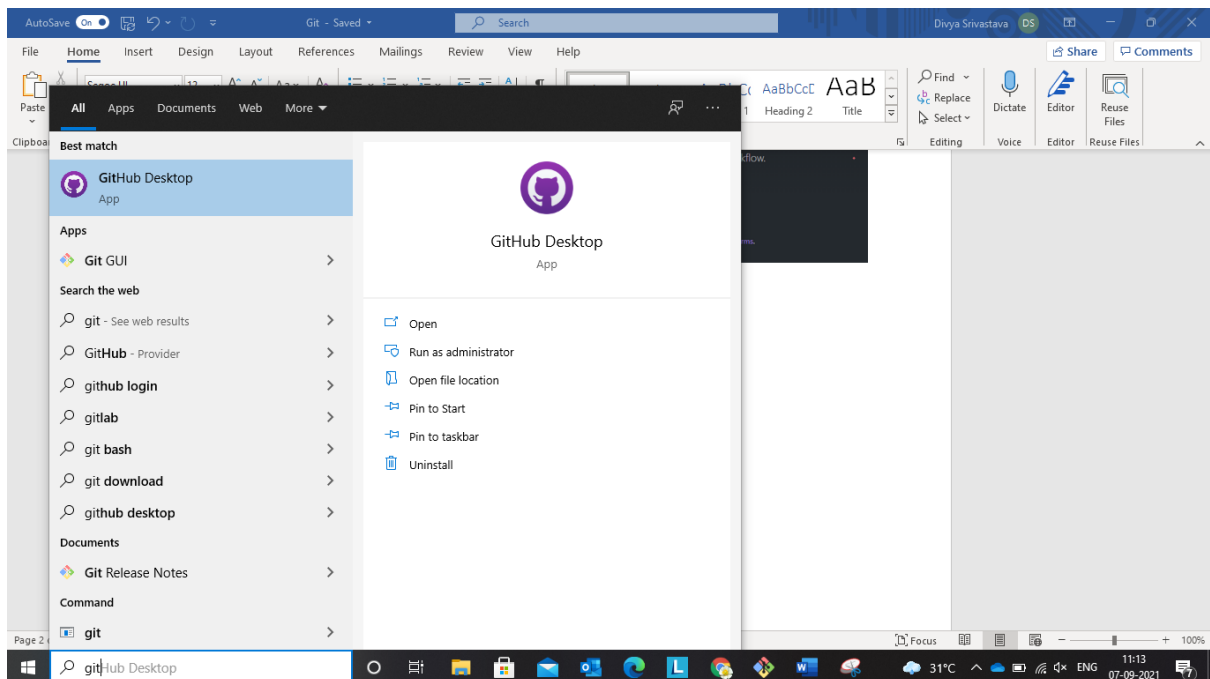 AutoSave On Git - Saved Search Divya Srivastava DS
File Home Insert Design Layout References Mailings Review View Help Share Comments
Paste
Clipboa
AaBbCcE AaB
1 Heading 2 Title
Find
Replace
Select
Editing
Dictate
Voice
Editor
Editor
Reuse
Files
Reuse Files
All Apps Documents Web More
Best match
GitHub Desktop
App
Apps
Git GUI
Search the web
git - See web results
GitHub - Provider
github login
gitlab
git bash
git download
github desktop
Documents
Git Release Notes
Command
git
GitHub Desktop
App
Open
Run as administrator
Open file location
Pin to Start
Pin to taskbar
Uninstall
kflow.
rms.
Page 2
Focus 100%
gitHub Desktop
L 31°C ENG 11:13
07-09-2021